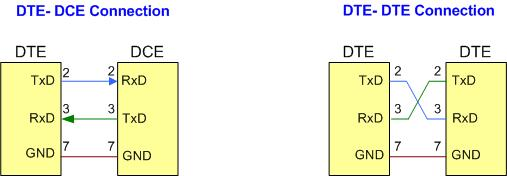 DTE- DCE Connection
DTE- DTE Connection
DTE DCE
TxD 2 2 RxD
RxD 3 3 TxD
GND 7 7 GND
DTE DTE
TxD 2 2 TxD
RxD 3 3 RxD
GND 7 7 GND